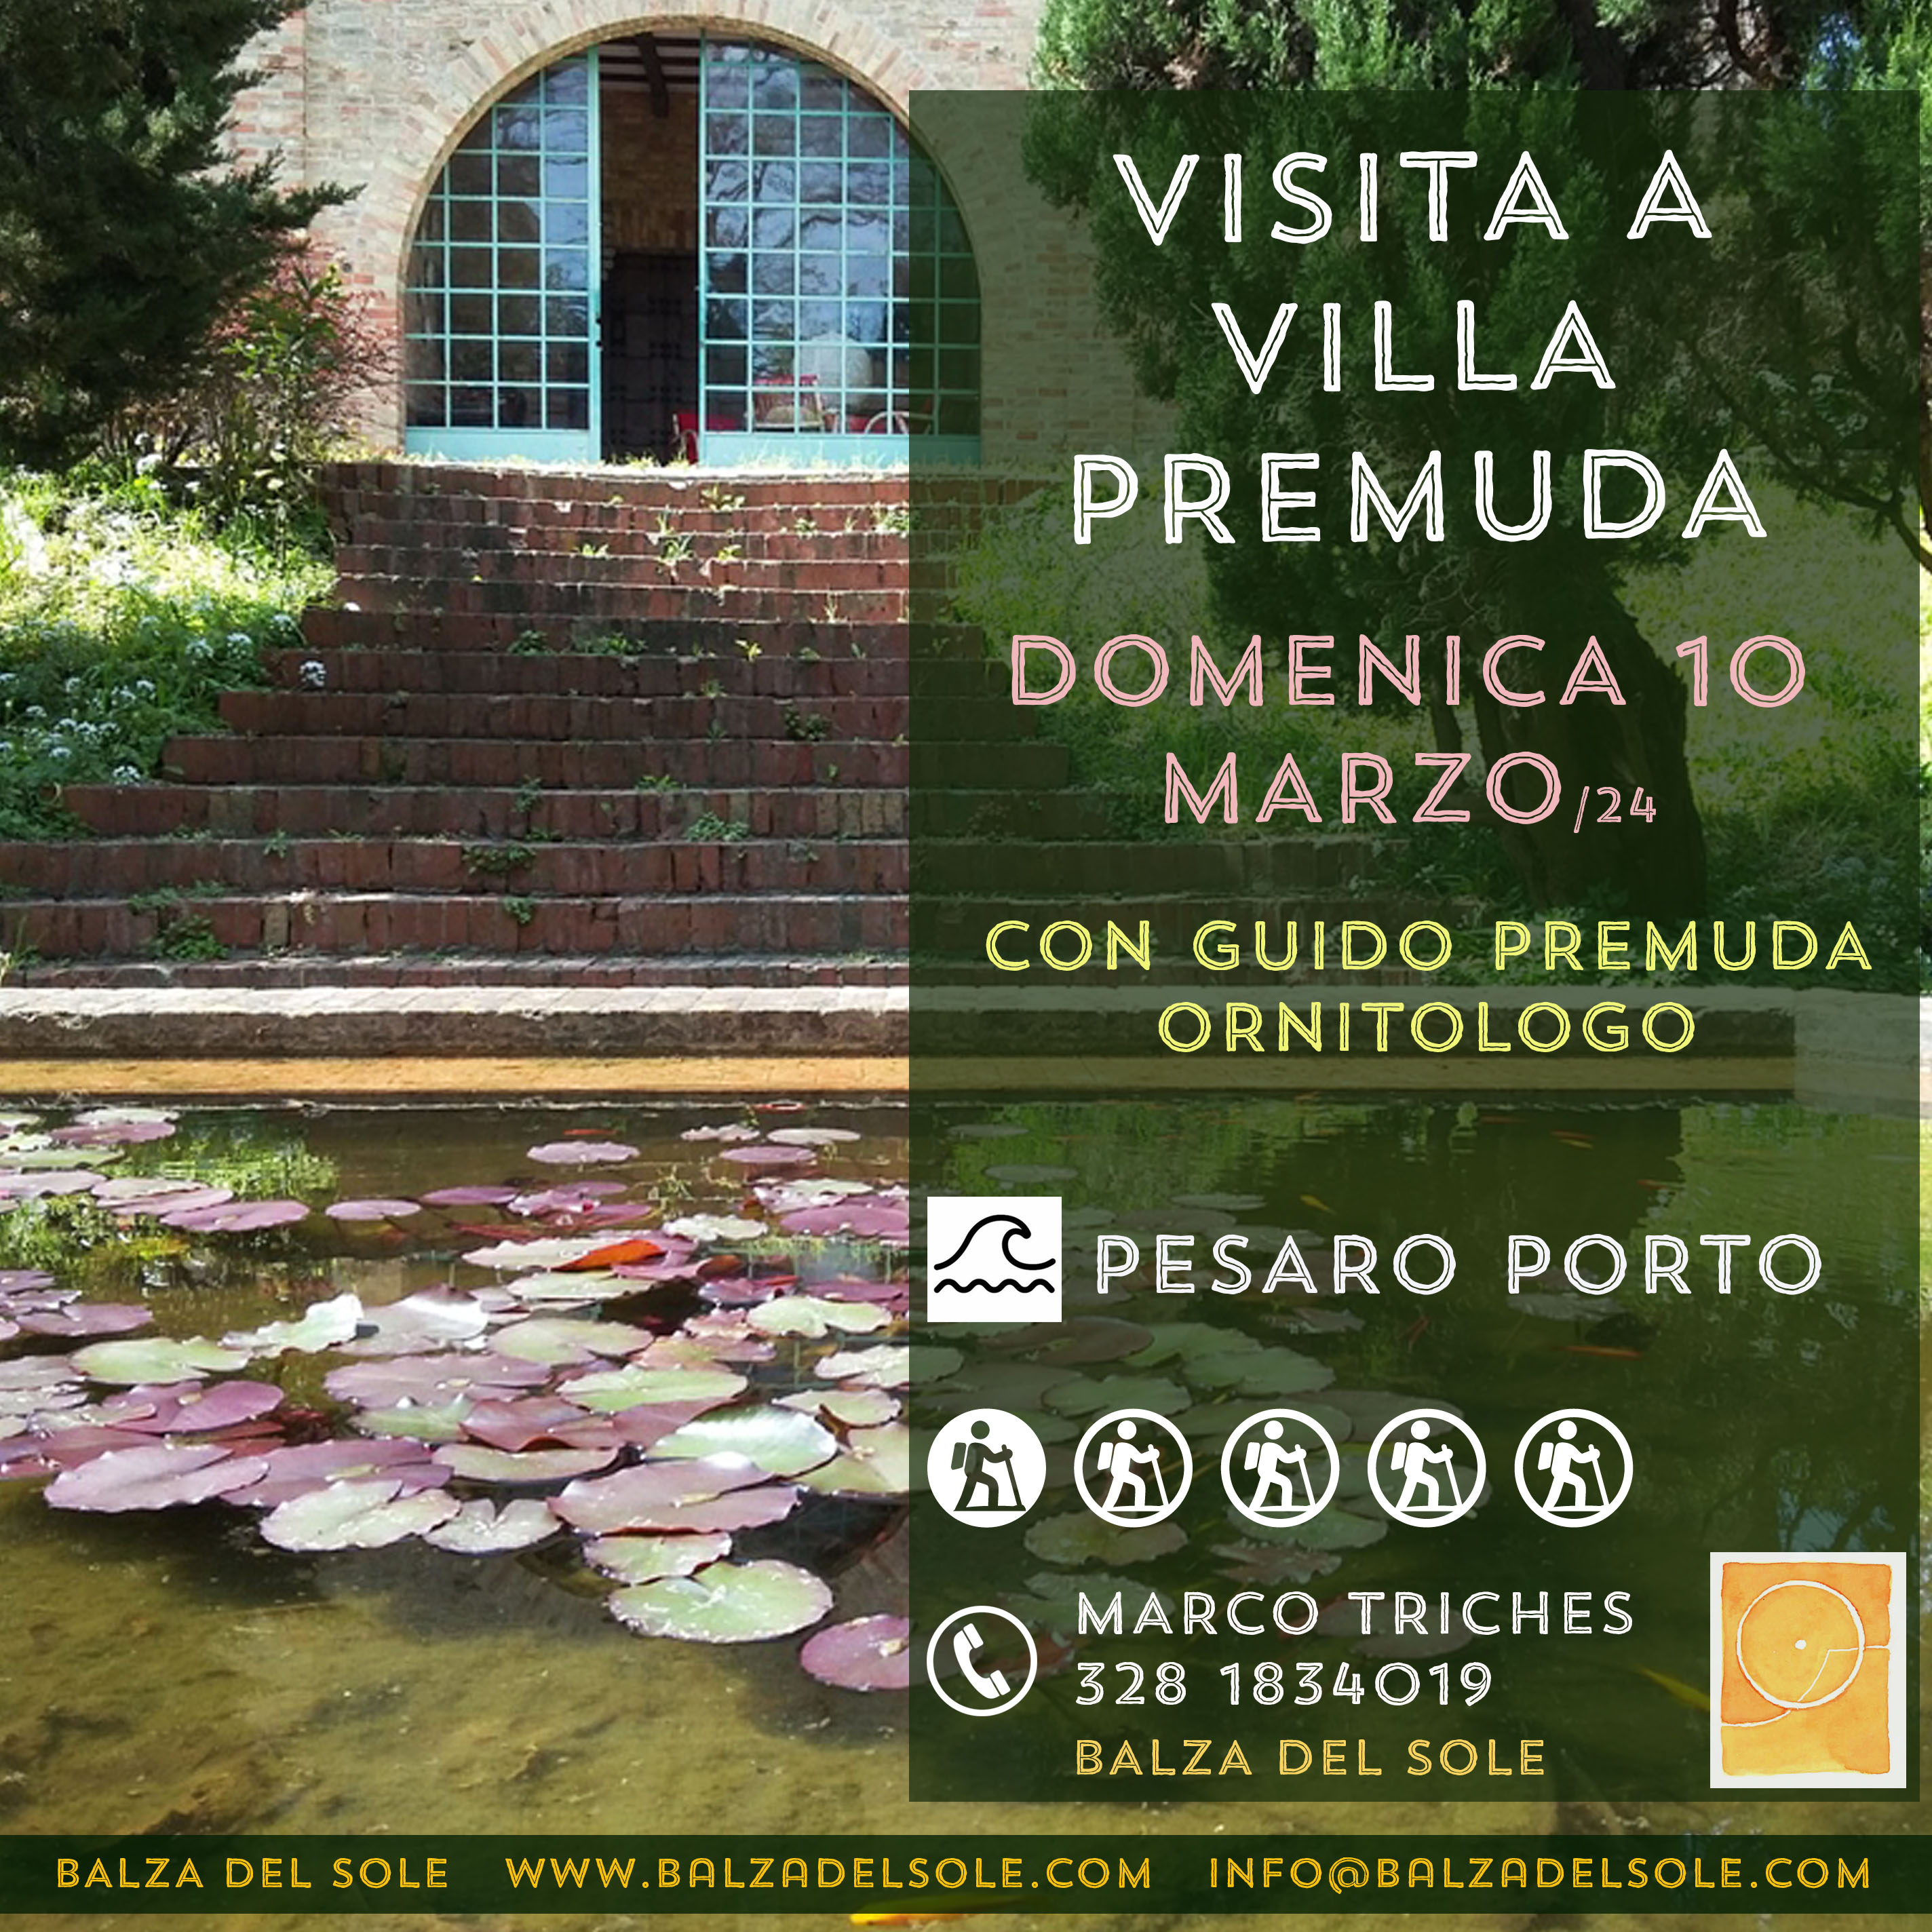 VISITA A
VILLA
PREMUDA
DOMENICA 10
MARZO/24
CON GUIDO PREMUDA
ORNITOLOGO
PESARO PORTO
MARCO TRICHES
328 1834019
BALZA DEL SOLE
BALZA DEL SOLE WWW.BALZADELSOLE.COM INFO@BALZADELSOLE.COM